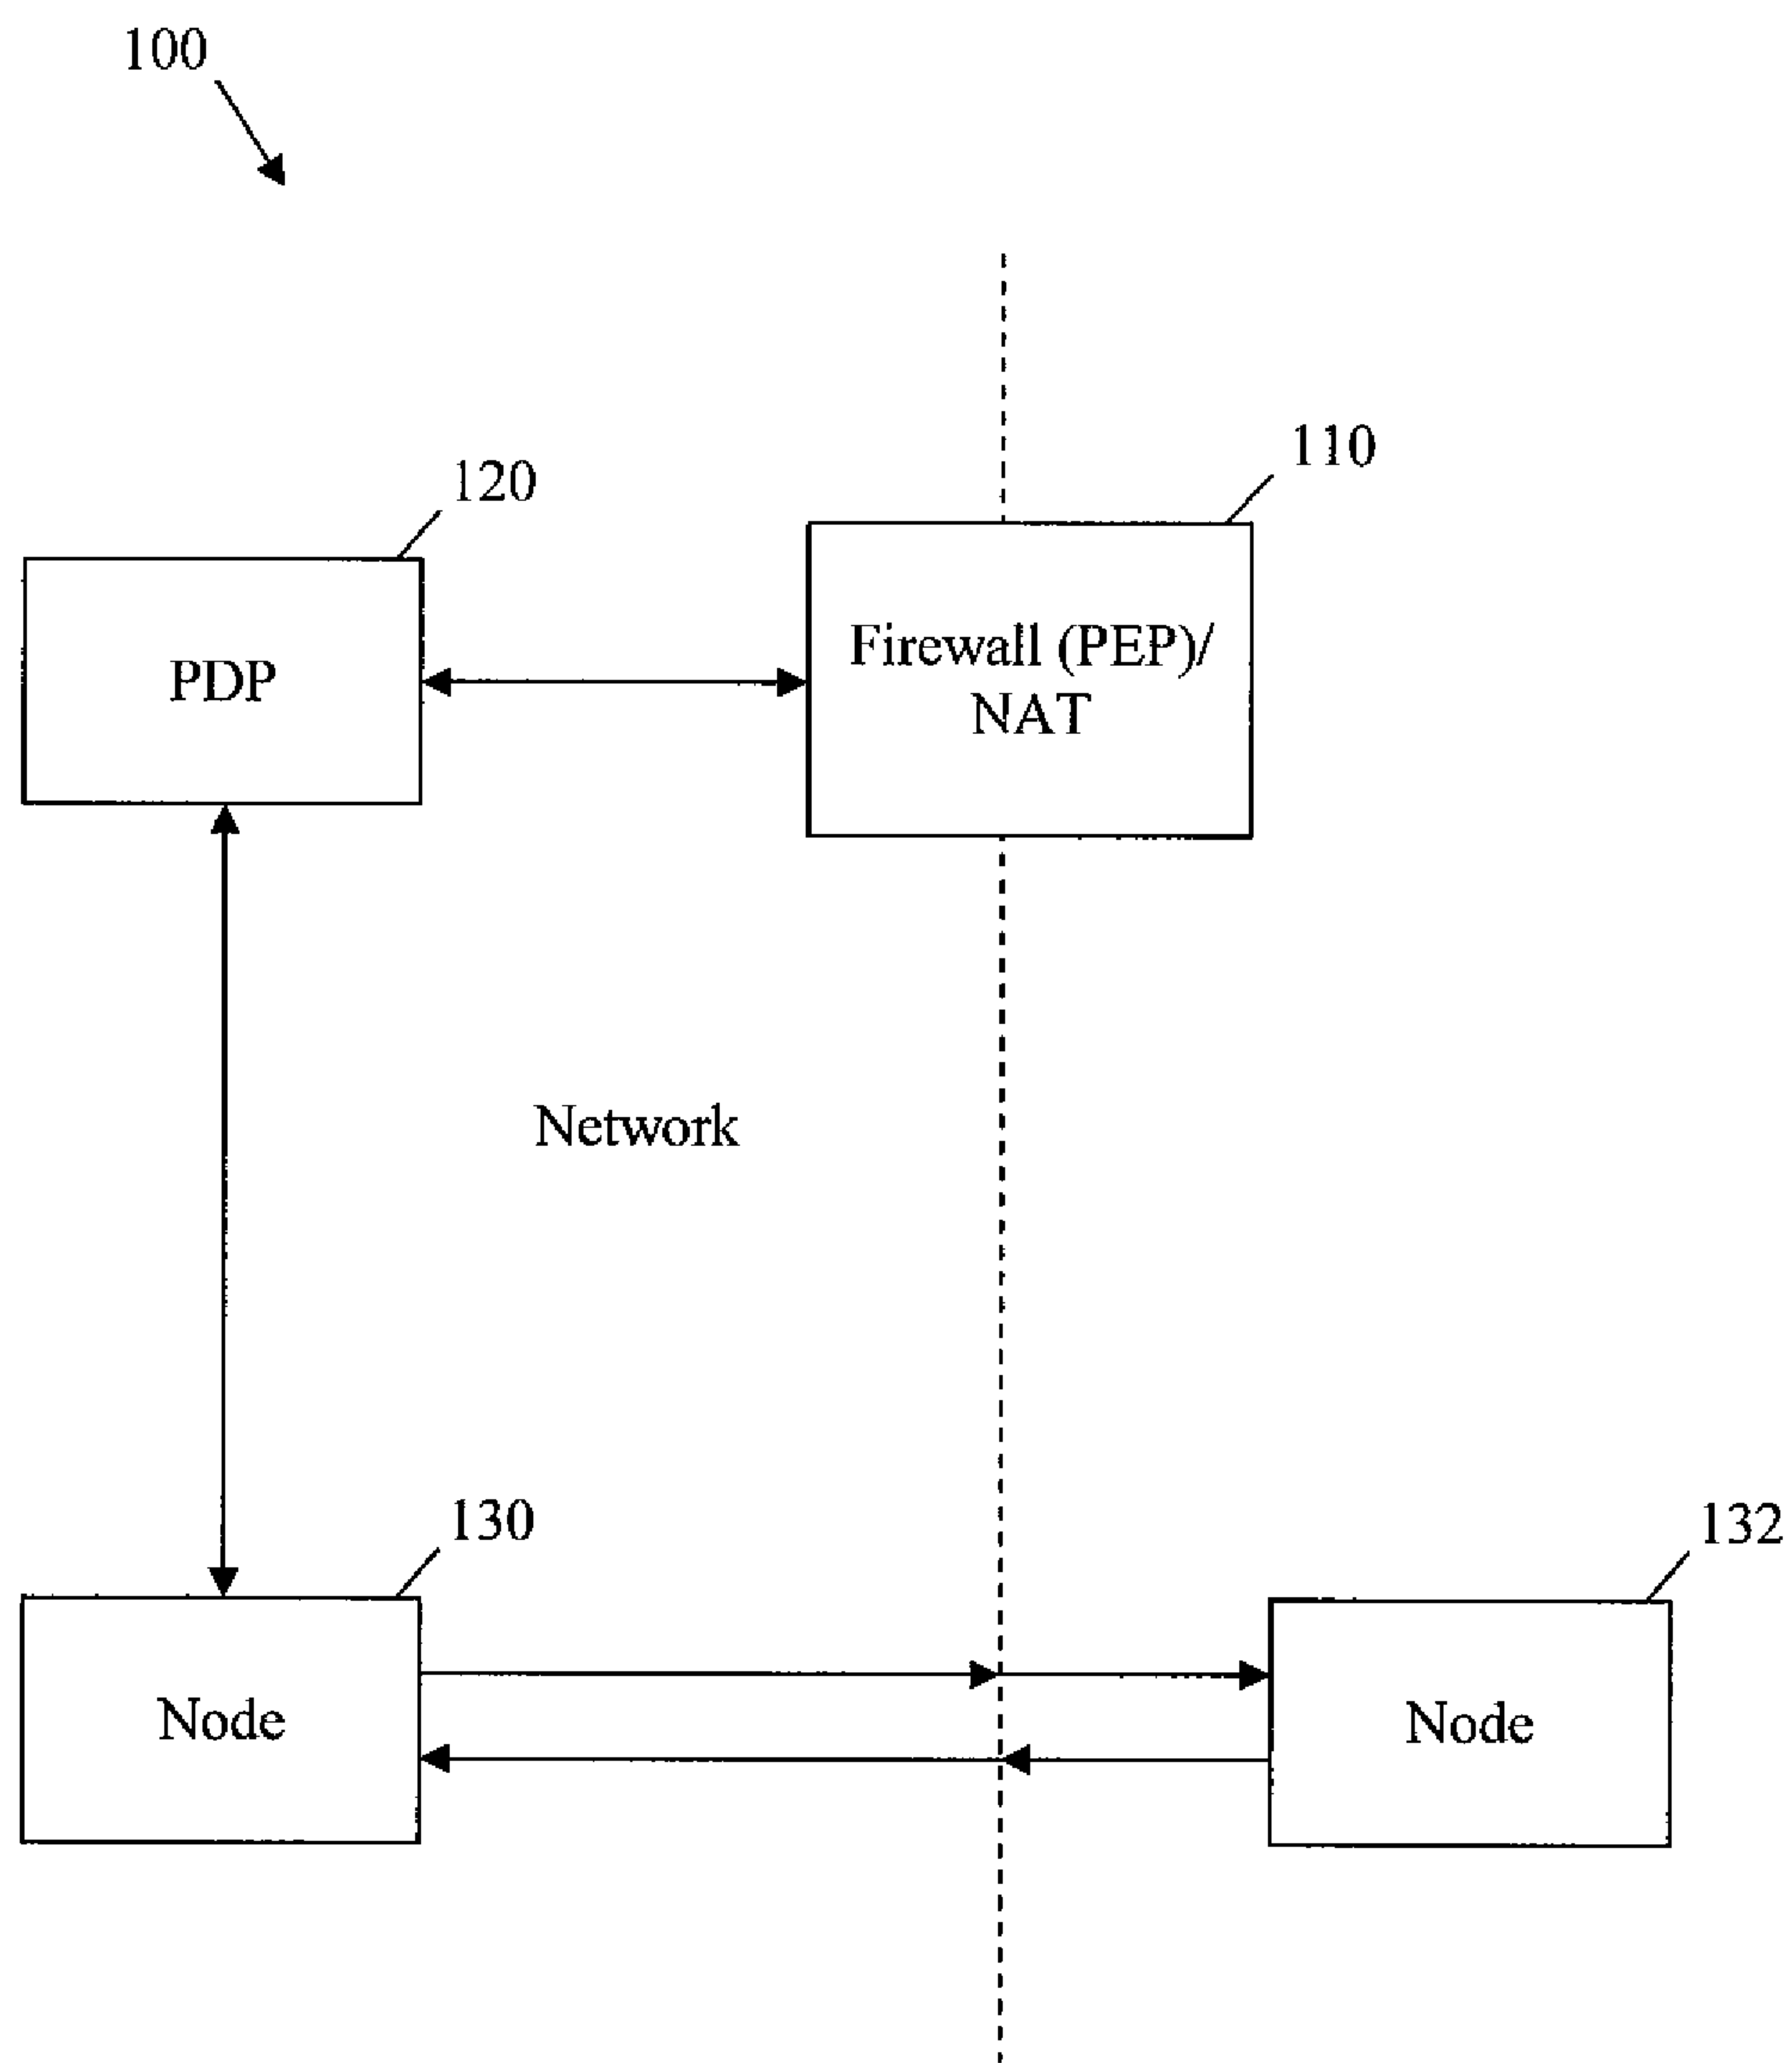 100
110
120
Firewall (PEP)/
NAT
PDP
Network
130
132
Node
Node